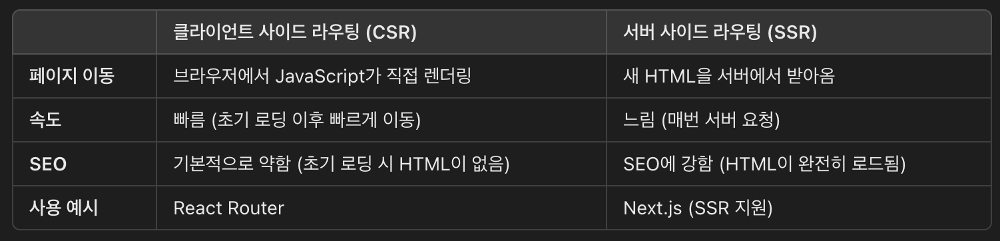 클라이언트 사이드 라우팅 (CSR) 서버 사이드 라우팅 (SSR)
페이지 이동 브라우저에서 JavaScript가 직접 렌더링 새 HTML을 서버에서 받아옴
속도 빠름 (초기 로딩 이후 빠르게 이동) 느림 (매번 서버 요청)
SEO 기본적으로 약함 (초기 로딩 시 HTML이 없음) SEO에 강함 (HTML이 완전히 로드됨)
사용 예시 React Router Next.js (SSR 지원)